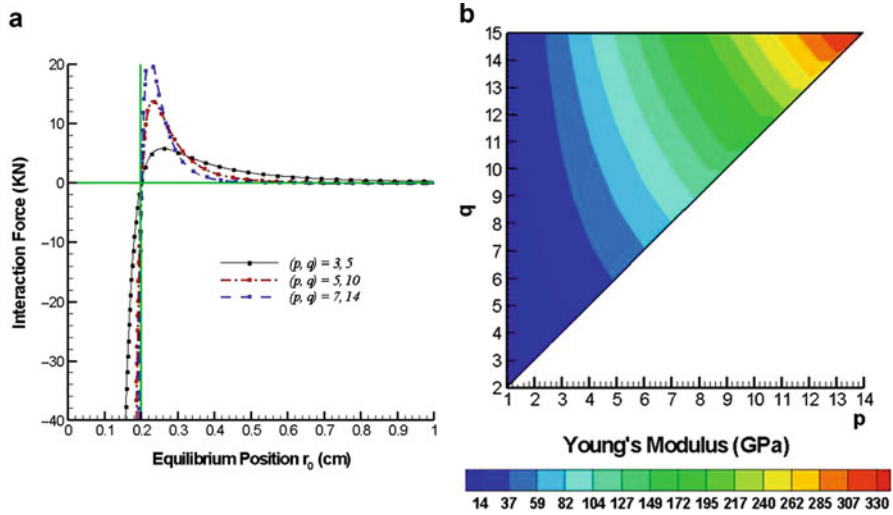 a
20
10
0
-10
-20
-30
-40
Interaction Force (KN)
(p, q) = 3, 5
(p, q) = 5, 10
(p, q) = 7, 14
0 0.1 0.2 0.3 0.4 0.5 0.6 0.7 0.8 0.9 1
Equilibrium Position r0 (cm)
b
15
14
13
12
11
10
9
8
7
6
5
4
3
2
q
1 2 3 4 5 6 7 8 9 10 11 12 13 14
p
Young's Modulus (GPa)
14 37 59 82 104 127 149 172 195 217 240 262 285 307 330